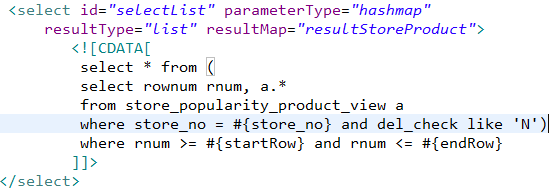 <select id="selectList" parameterType="hashmap"
resultType="list" resultMap="resultStoreProduct">
<![CDATA[
select * from (
select rownum rnum, a.*
from store_popularity_product_view a
where store_no = #{store_no} and del_check like 'N')
where rnum >= #{startRow} and rnum <= #{endRow}
]]>
</select>